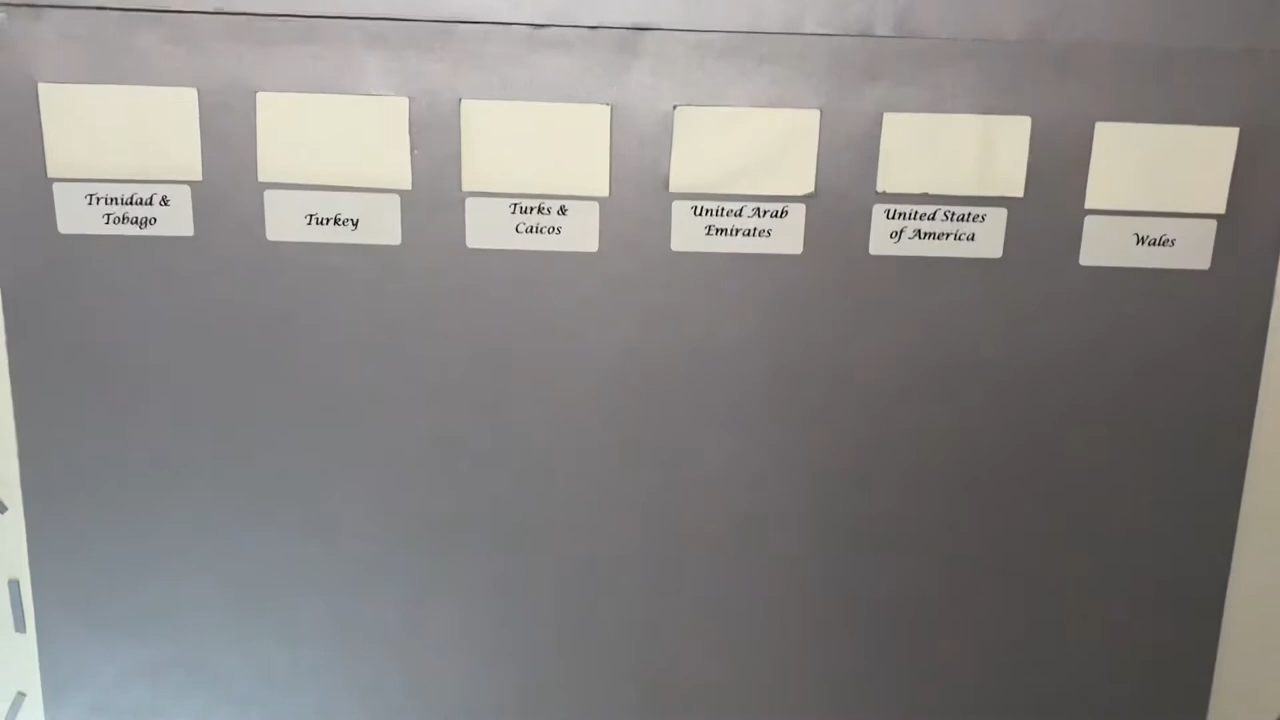 Trinidad &
Tobago
Turkey
Turks &
Caicos
United Arab
Emirates
United States
of America
Wales